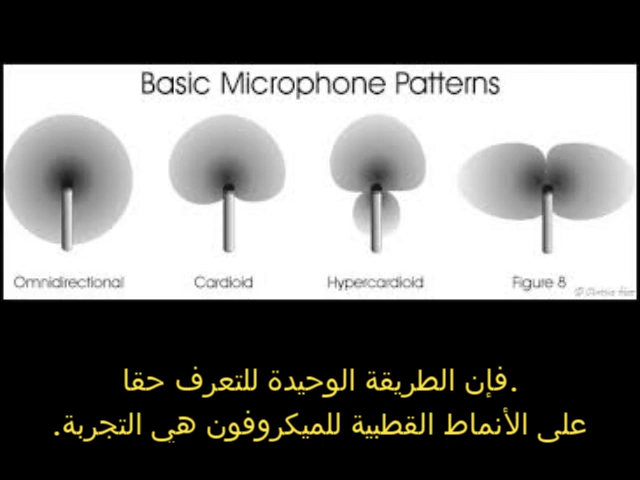 Basic Microphone Patterns
Omnidirectional Cardioid Hypercardioid Figure 8
.فإن الطريقة الوحيدة للتعرف حقا
على الأنماط القطبية للميكروفون هي التجربة.